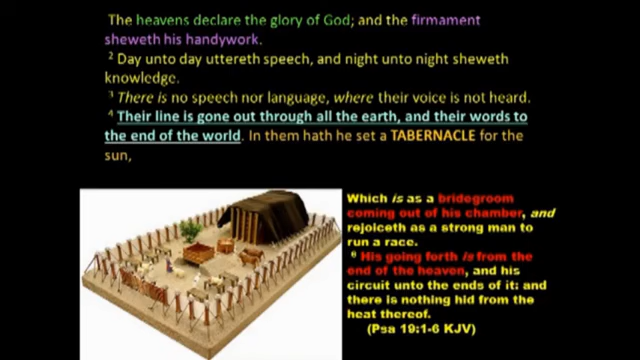 The heavens declare the glory of God; and the firmament
sheweth his handywork.
2 Day unto day uttereth speech, and night unto night sheweth
knowledge.
3 There is no speech nor language, where their voice is not heard.
4 Their line is gone out through all the earth, and their words to
the end of the world. In them hath he set a TABERNACLE for the
sun,
Which is as a bridegroom
coming out of his chamber, and
rejoiceth as a strong man to
run a race.
6 His going forth is from the
end of the heaven, and his
circuit unto the ends of it: and
there is nothing hid from the
heat thereof.
(Psa 19:1-6 KJV)